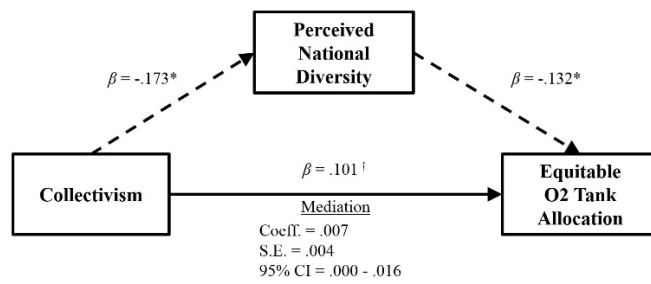 Perceived
National
Diversity
β = -.173*
β = -.132*
Collectivism
β = .101†
Equitable
O2 Tank
Allocation
Mediation
Coeff. = .007
S.E. = .004
95% CI = .000 - .016